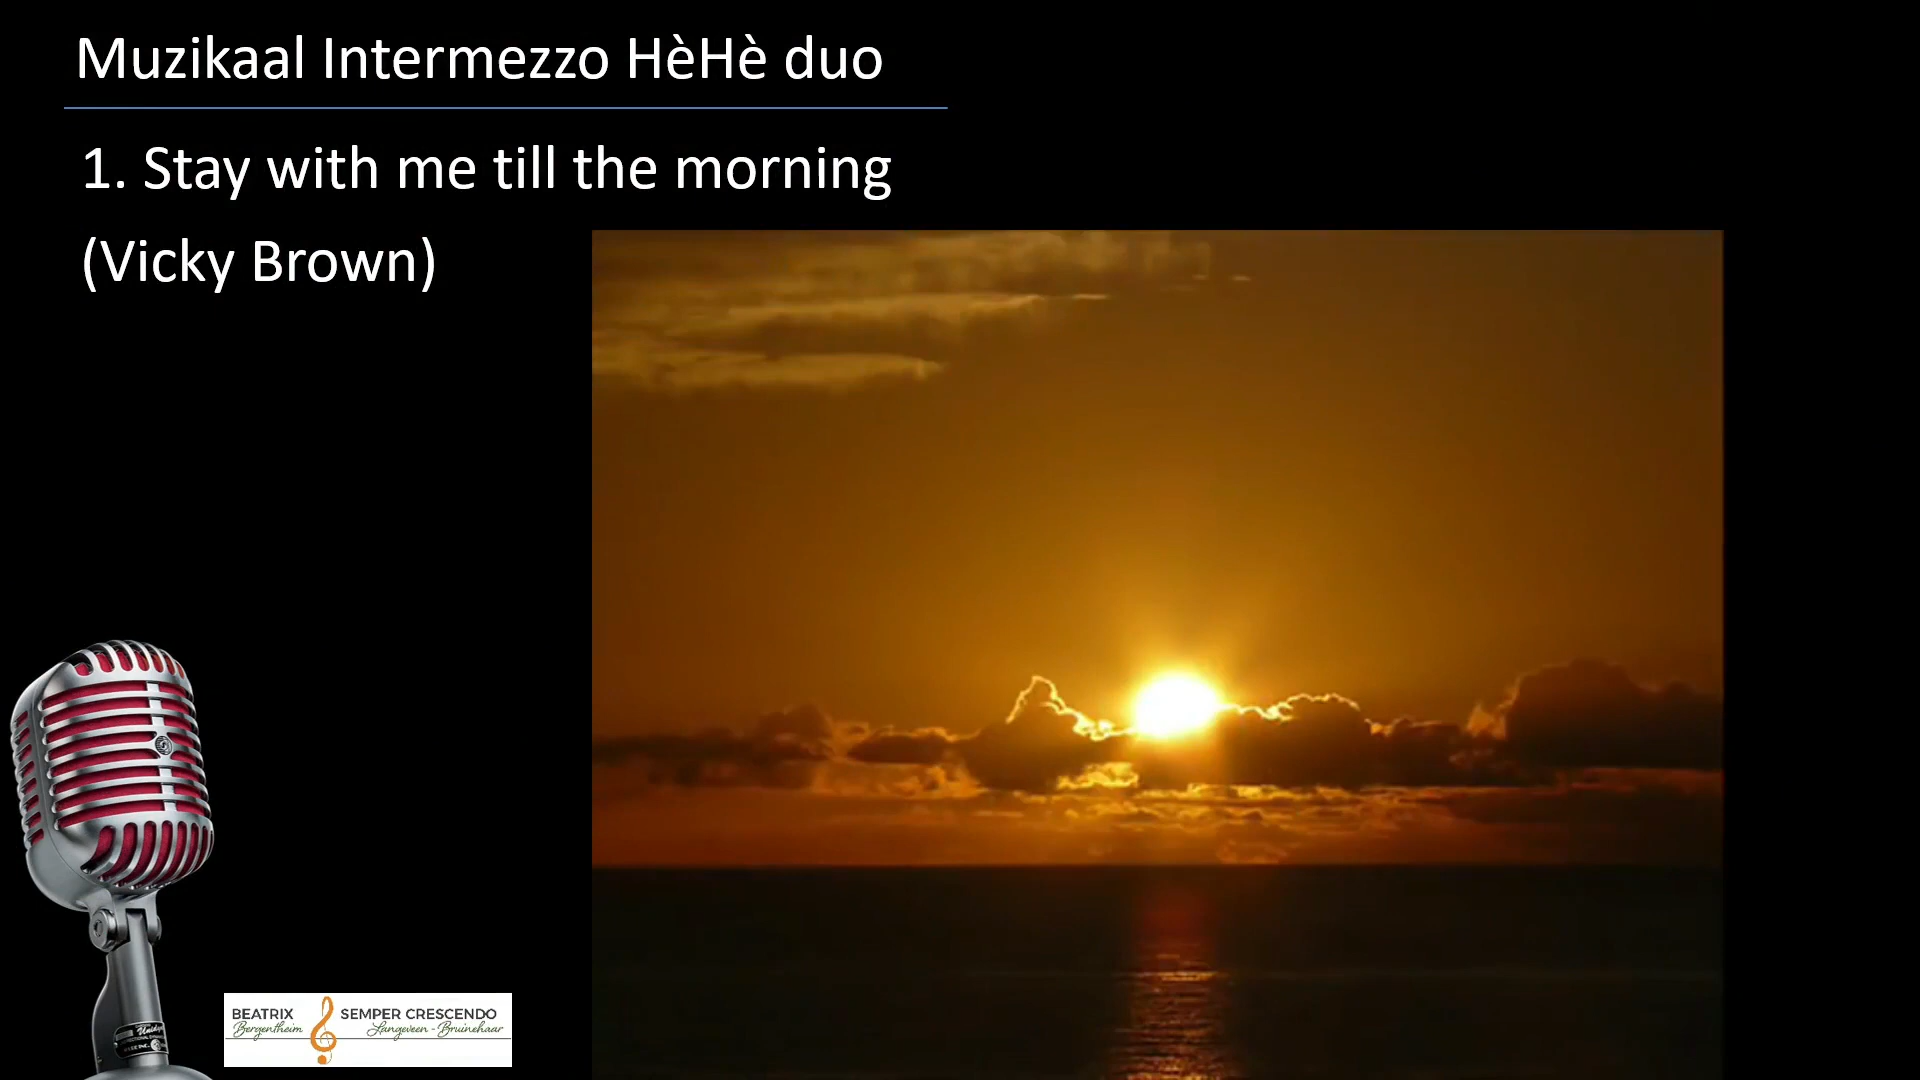 Muzikaal Intermezzo HèHè duo
1. Stay with me till the morning
(Vicky Brown)
BEATRIX
Bergentheim
SEMPER CRESCENDO
Langeveen - Bruinehaar